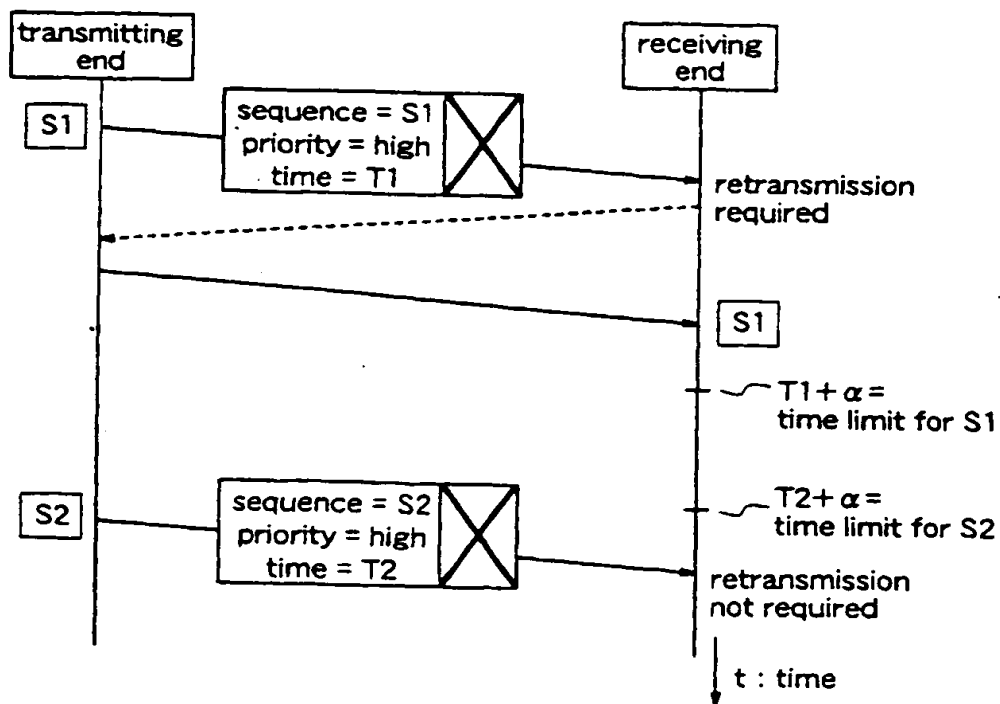 transmitting
end
receiving
end
S1
sequence = S1
priority = high
time = T1
retransmission
required
S1
T1 + α =
time limit for S1
S2
sequence = S2
priority = high
time = T2
T2 + α =
time limit for S2
retransmission
not required
t : time